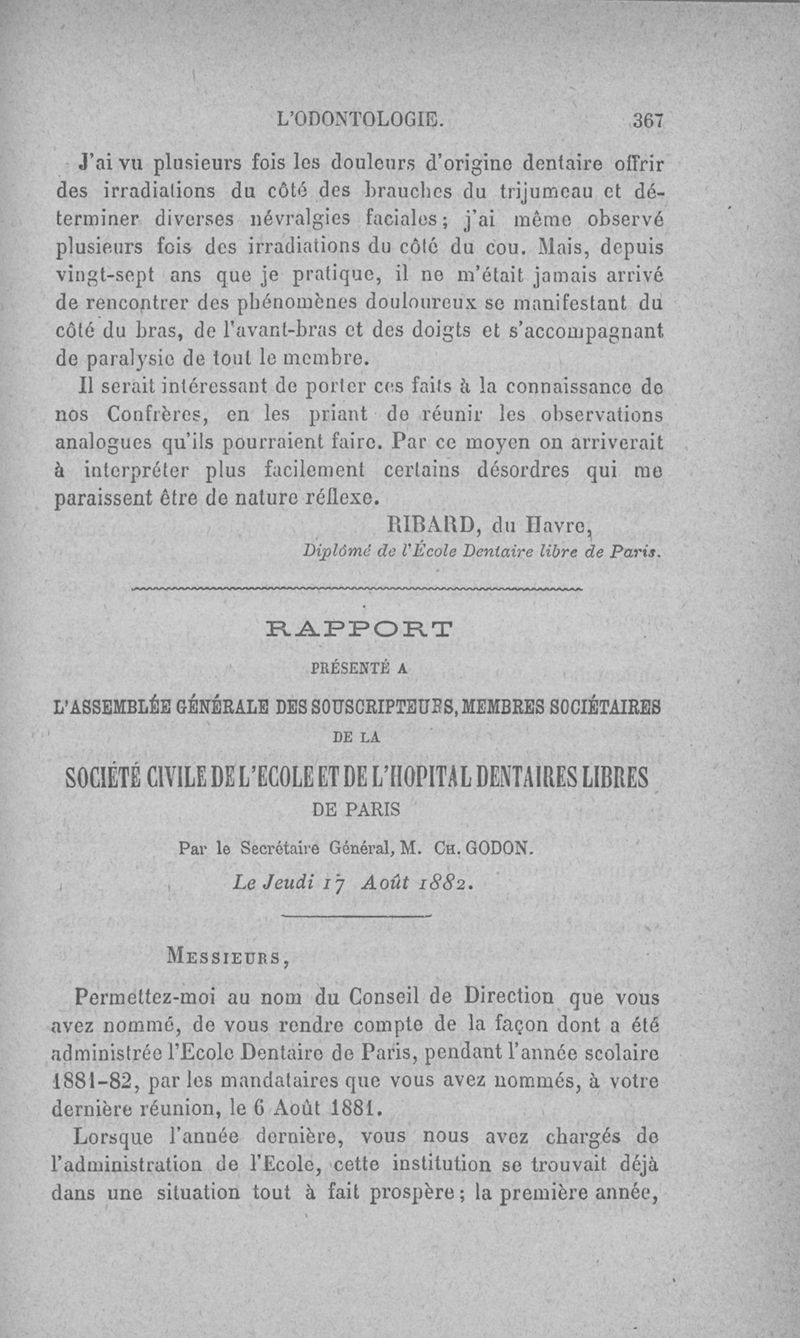 L'ODONTOLOGIE. 367
J'ai vu plusieurs fois les douleurs d'origine dentaire offrir
des irradiations du côté des branches du trijumeau et dé-
terminer diverses névralgies faciales; j'ai même observé
plusieurs fois des irradiations du côté du cou. Mais, depuis
vingt-sept ans que je pratique, il ne m'était jamais arrivé
de rencontrer des phénomènes douloureux se manifestant du
côté du bras, de l'avant-bras et des doigts et s'accompagnant
de paralysie de tout le membre.
Il serait intéressant de porter ces faits à la connaissance de
nos Confrères, en les priant de réunir les observations
analogues qu'ils pourraient faire. Par ce moyen on arriverait
à interpréter plus facilement certains désordres qui me
paraissent être de nature réflexe.
RIBARD, du Havre,
Diplômé de l'École Dentaire libre de Paris.
RAPPORT
PRÉSENTÉ A
L'ASSEMBLÉE GÉNÉRALE DES SOUSCRIPTEURS, MEMBRES SOCIÉTAIRES
DE LA
SOCIÉTÉ CIVILE DE L'ECOLE ET DE L'HOPITAL DENTAIRES LIBRES
DE PARIS
Par le Secrétaire Général, M. CH. GODON.
Le Jeudi 17 Août 1882.
MESSIEURS,
Permettez-moi au nom du Conseil de Direction que vous
avez nommé, de vous rendre compte de la façon dont a été
administrée l'Ecole Dentaire de Paris, pendant l'année scolaire
1881-82, par les mandataires que vous avez nommés, à votre
dernière réunion, le 6 Août 1881.
Lorsque l'année dernière, vous nous avez chargés de
l'administration de l'Ecole, cette institution se trouvait déjà
dans une situation tout à fait prospère; la première année,